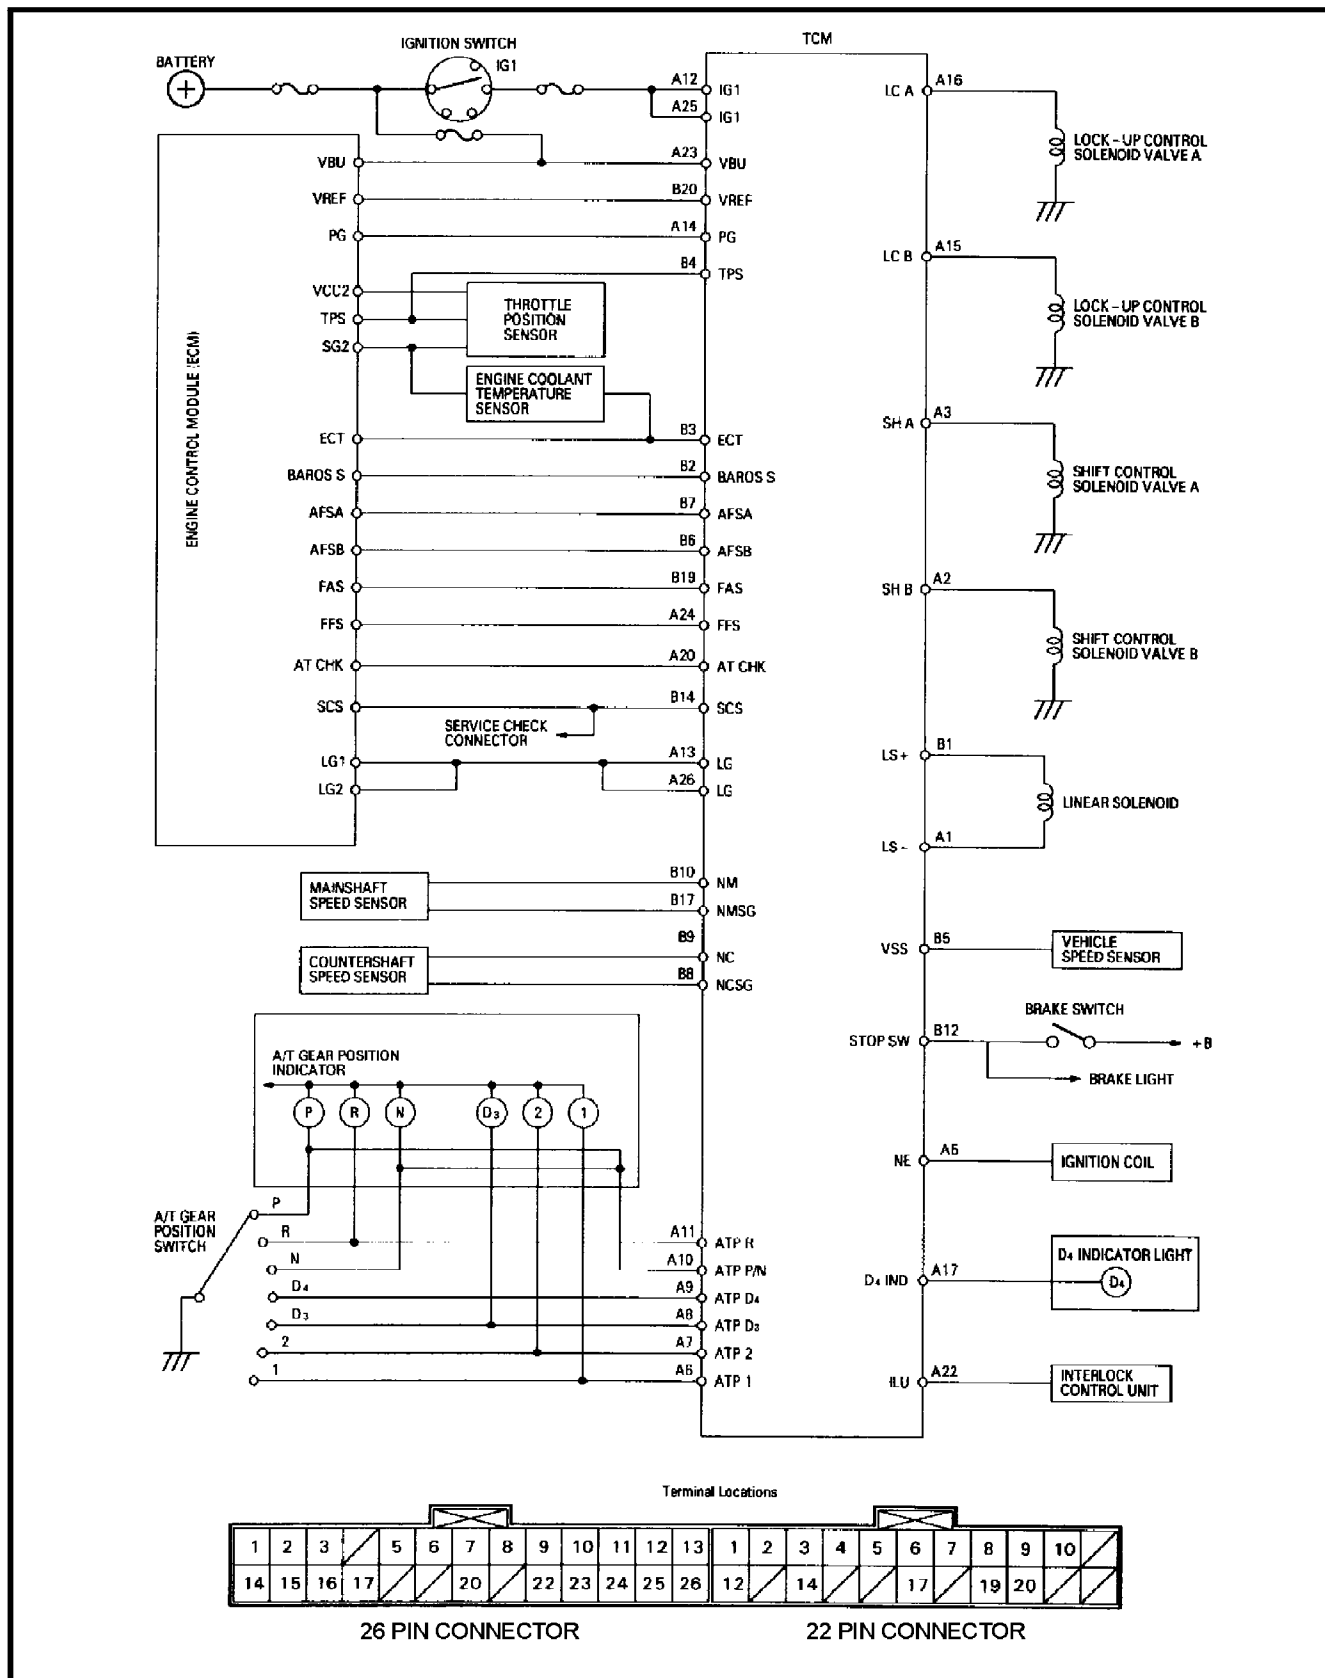 IGNITION SWITCH
TCM
BATTERY
IG1
A12
IG1
A25
IG1
LC A
A16
LOCK-UP CONTROL
SOLENOID VALVE A
VBU
A23
VBU
VREF
B20
VREF
PG
A14
PG
B4
TPS
LC B
A15
LOCK-UP CONTROL
SOLENOID VALVE B
ENGINE CONTROL MODULE (ECM)
VCC2
TPS
SG2
THROTTLE
POSITION
SENSOR
ENGINE COOLANT
TEMPERATURE
SENSOR
ECT
B3
ECT
SH A
A3
SHIFT CONTROL
SOLENOID VALVE A
BAROS S
B2
BAROS S
AFSA
B7
AFSA
AFSB
B6
AFSB
FAS
B19
FAS
SH B
A2
SHIFT CONTROL
SOLENOID VALVE B
FFS
A24
FFS
AT CHK
A20
AT CHK
SCS
B14
SCS
SERVICE CHECK
CONNECTOR
LG1
A13
LG
LG2
A26
LG
LS+
B1
LINEAR SOLENOID
LS-
A1
MAINSHAFT
SPEED SENSOR
B10
NM
B17
NMSG
COUNTERSHAFT
SPEED SENSOR
B9
NC
B8
NCSG
VSS
B5
VEHICLE
SPEED SENSOR
BRAKE SWITCH
STOP SW
B12
+B
BRAKE LIGHT
A/T GEAR POSITION
INDICATOR
P
R
N
D3
2
1
NE
A5
IGNITION COIL
A/T GEAR
POSITION
SWITCH
P
R
A11
ATP R
N
A10
ATP P/N
D4
A9
ATP D4
D3
A8
ATP D3
2
A7
ATP 2
1
A6
ATP 1
D4 INDICATOR LIGHT
D4 IND
A17
D4
ILU
A22
INTERLOCK
CONTROL UNIT
Terminal Locations
1 2 3 5 6 7 8 9 10 11 12 13 1 2 3 4 5 6 7 8 9 10
14 15 16 17 20 22 23 24 25 26 12 14 17 19 20
26 PIN CONNECTOR
22 PIN CONNECTOR